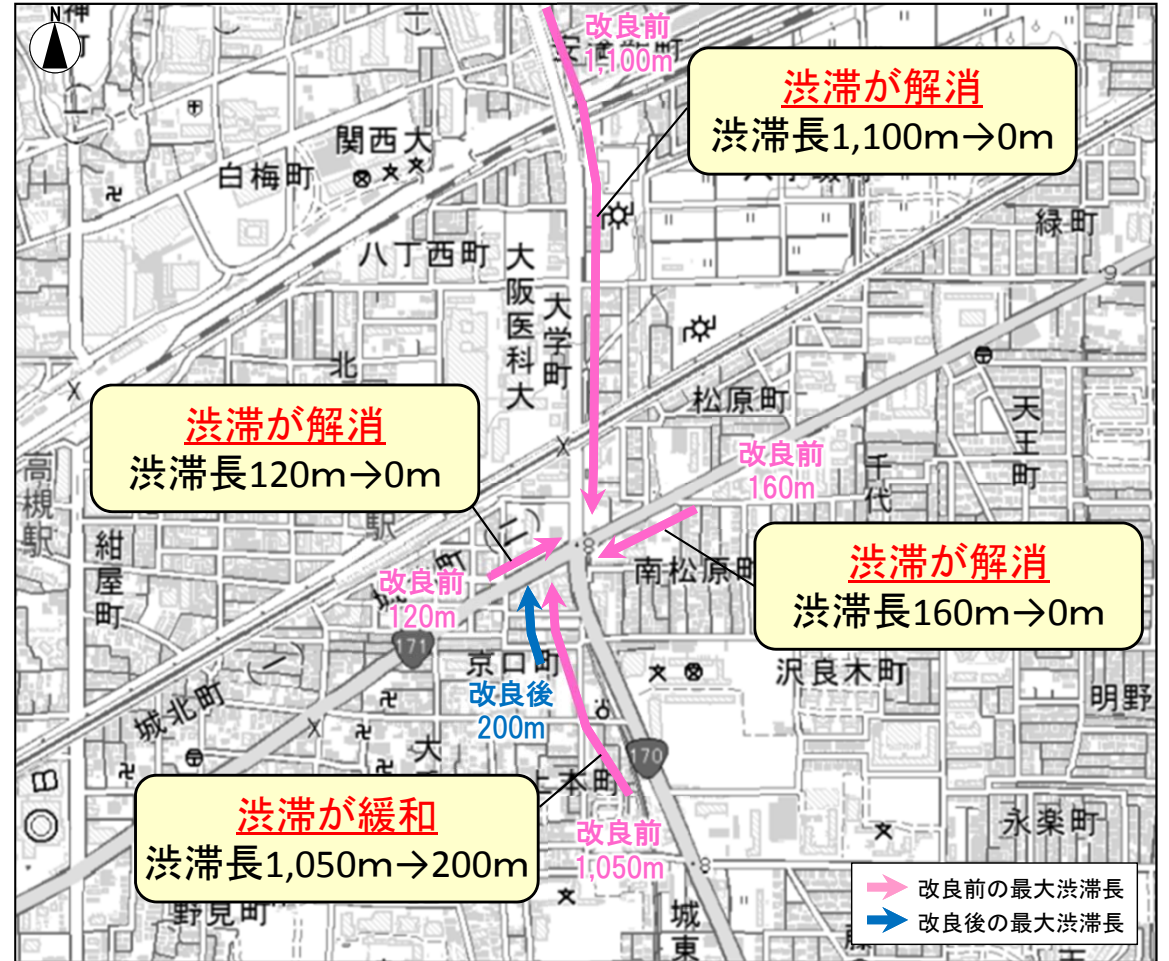 N
改良前
1,100m
渋滞が解消
渋滞長1,100m→0m
関西大
白梅町
緑町
八丁西町
大阪医科大
大学町
北
松原町
天王町
千代
渋滞が解消
渋滞長120m→0m
改良前
160m
高槻駅
駅
紺屋町
改良前
120m
南松原町
渋滞が解消
渋滞長160m→0m
171
京口町
改良後
200m
沢良木町
明野
城北町
大
170
上本町
渋滞が緩和
渋滞長1,050m→200m
改良前
1,050m
永楽町
野見町
城東
改良前の最大渋滞長
改良後の最大渋滞長